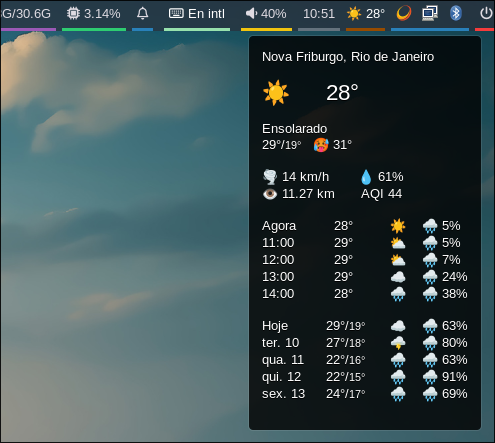 G/30.6G 3.14% En intl 40% 10:51 28°
Nova Friburgo, Rio de Janeiro
28°
Ensolarado
29°/19° 31°
14 km/h 61%
11.27 km AQI 44
Agora 28° 5%
11:00 29° 5%
12:00 29° 7%
13:00 29° 24%
14:00 28° 38%
Hoje 29°/19° 63%
ter. 10 27°/18° 80%
qua. 11 22°/16° 63%
qui. 12 22°/15° 91%
sex. 13 24°/17° 69%